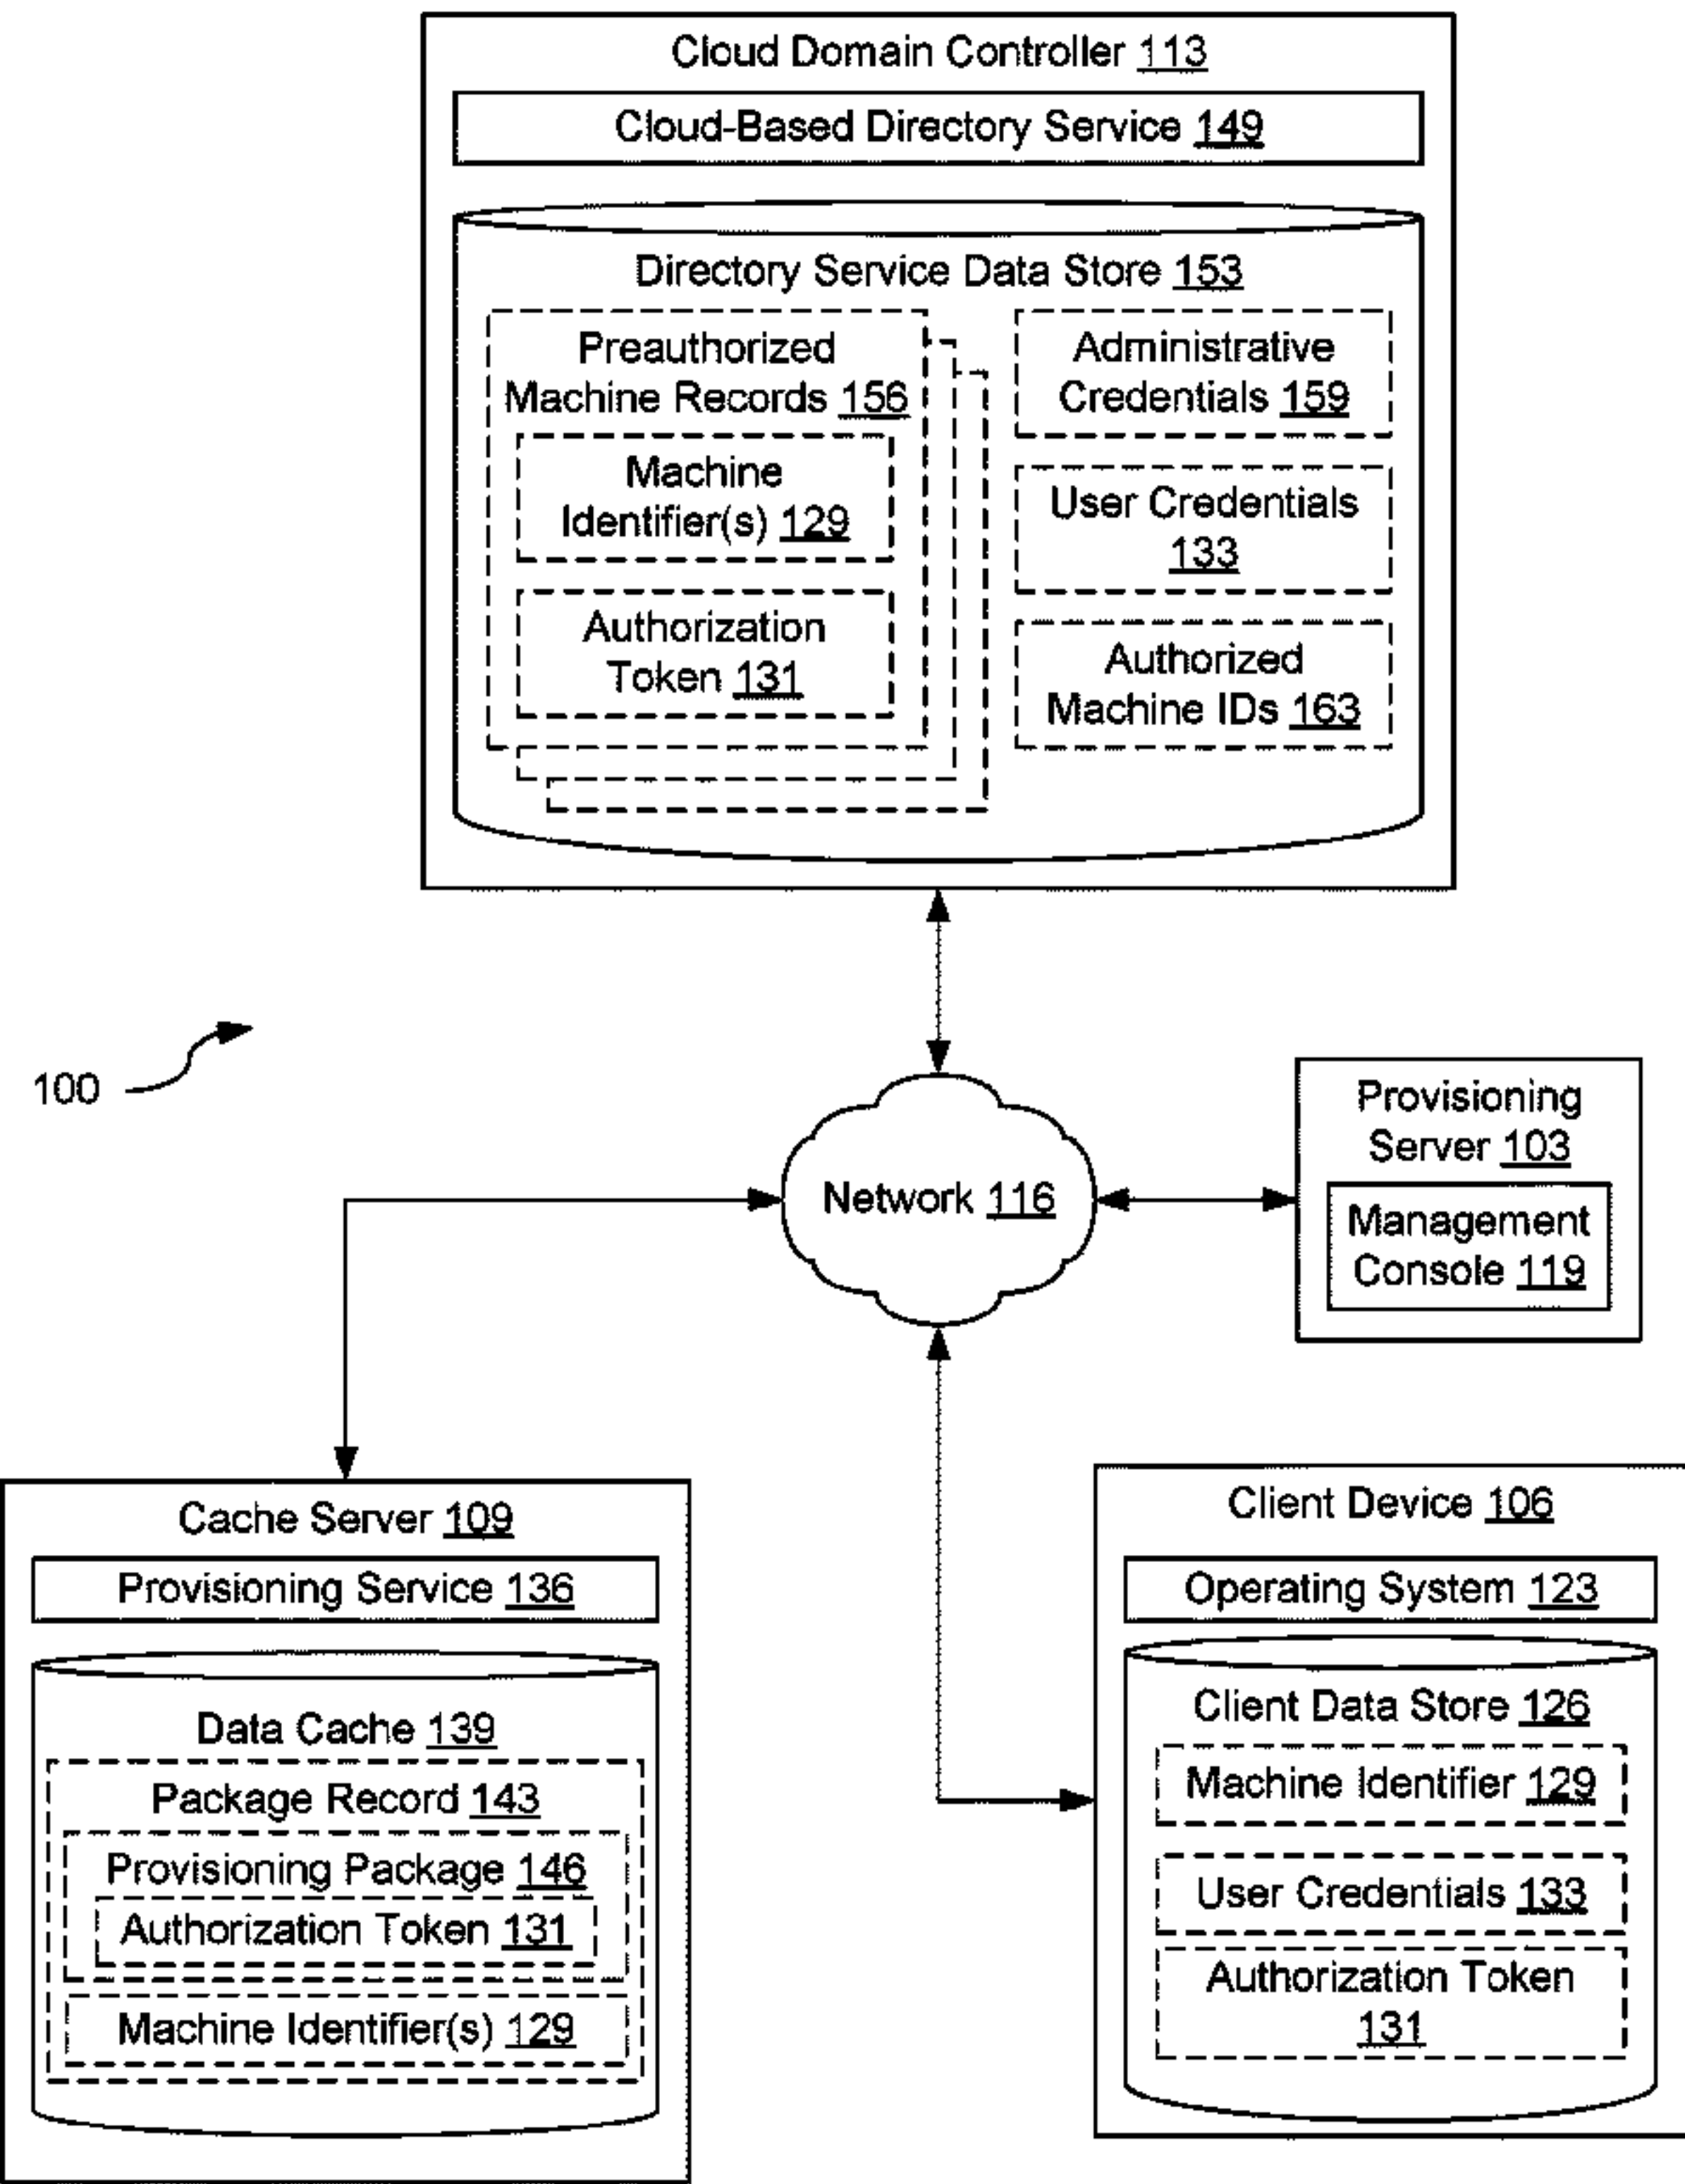 Cloud Domain Controller 113
Cloud-Based Directory Service 149
Directory Service Data Store 153
Preauthorized
Machine Records 156
Machine
Identifier(s) 129
Authorization
Token 131
Administrative
Credentials 159
User Credentials
133
Authorized
Machine IDs 163
100
Network 116
Provisioning
Server 103
Management
Console 119
Cache Server 109
Provisioning Service 136
Data Cache 139
Package Record 143
Provisioning Package 146
Authorization Token 131
Machine Identifier(s) 129
Client Device 106
Operating System 123
Client Data Store 126
Machine Identifier 129
User Credentials 133
Authorization Token
131